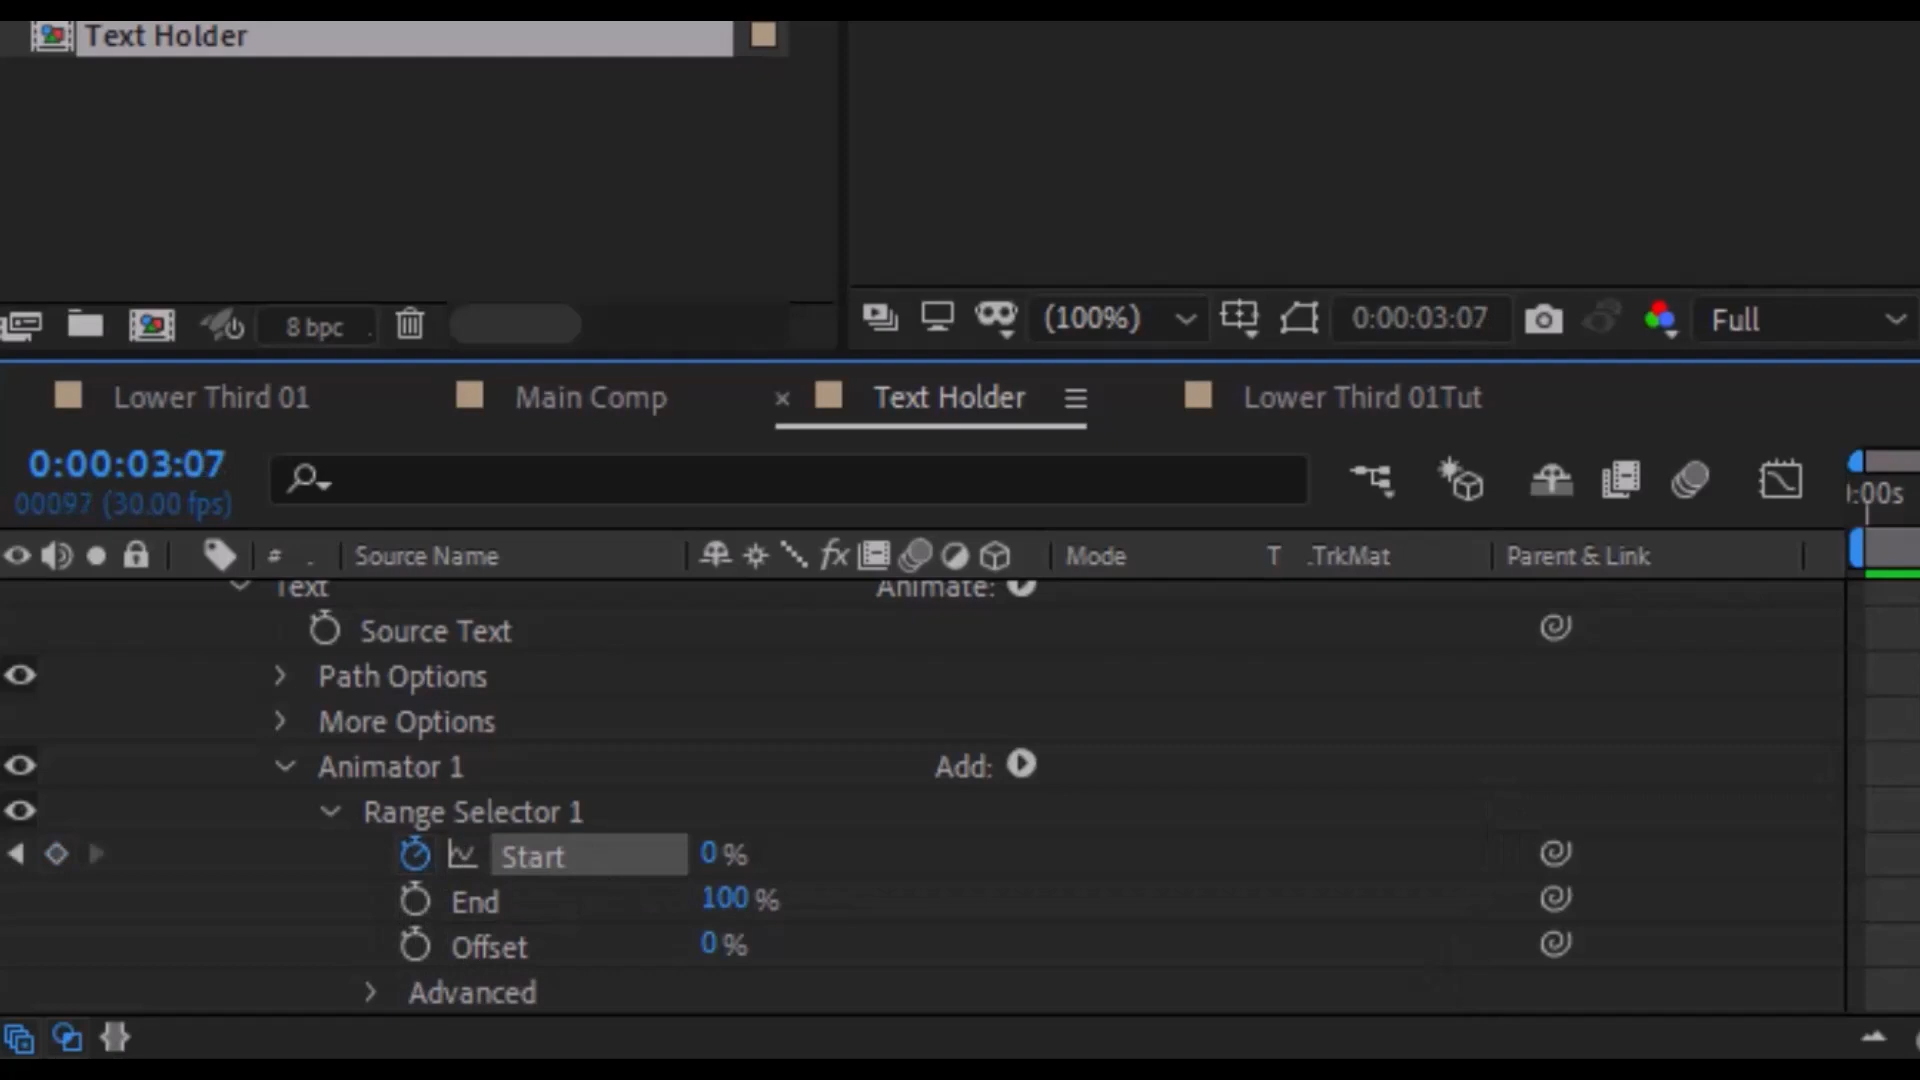 Text Holder
8 bpc
(100%)
0:00:03:07
Full
Lower Third 01
Main Comp
Text Holder
Lower Third 01Tut
0:00:03:07
00097 (30.00 fps)
):00s
#
Source Name
fx
Mode
T
.TrkMat
Parent & Link
Text
Animate:
Source Text
Path Options
More Options
Animator 1
Add:
Range Selector 1
Start
0 %
End
100 %
Offset
0 %
Advanced